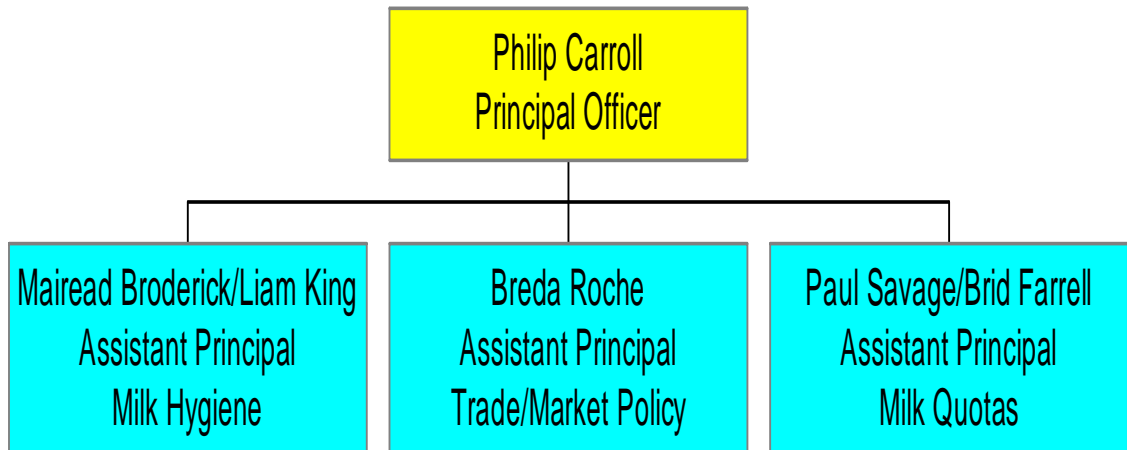 Philip Carroll
Principal Officer
Mairead Broderick/Liam King
Assistant Principal
Milk Hygiene
Breda Roche
Assistant Principal
Trade/Market Policy
Paul Savage/Brid Farrell
Assistant Principal
Milk Quotas